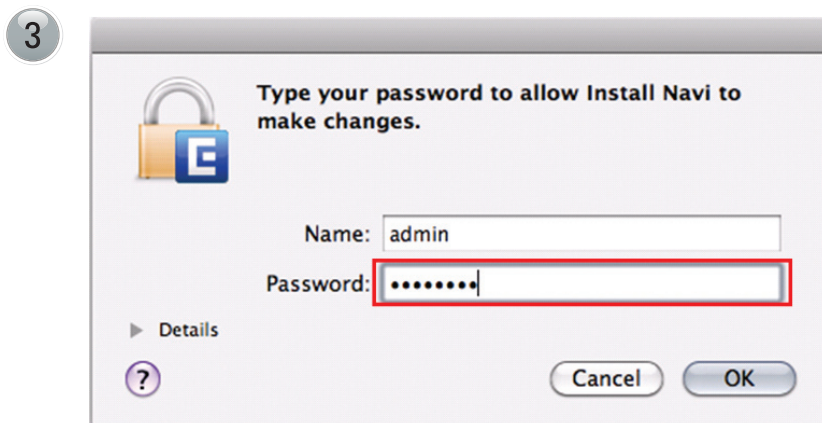 3
Type your password to allow Install Navi to
make changes.
Name: admin
Password: ••••••••
Details
?
Cancel OK